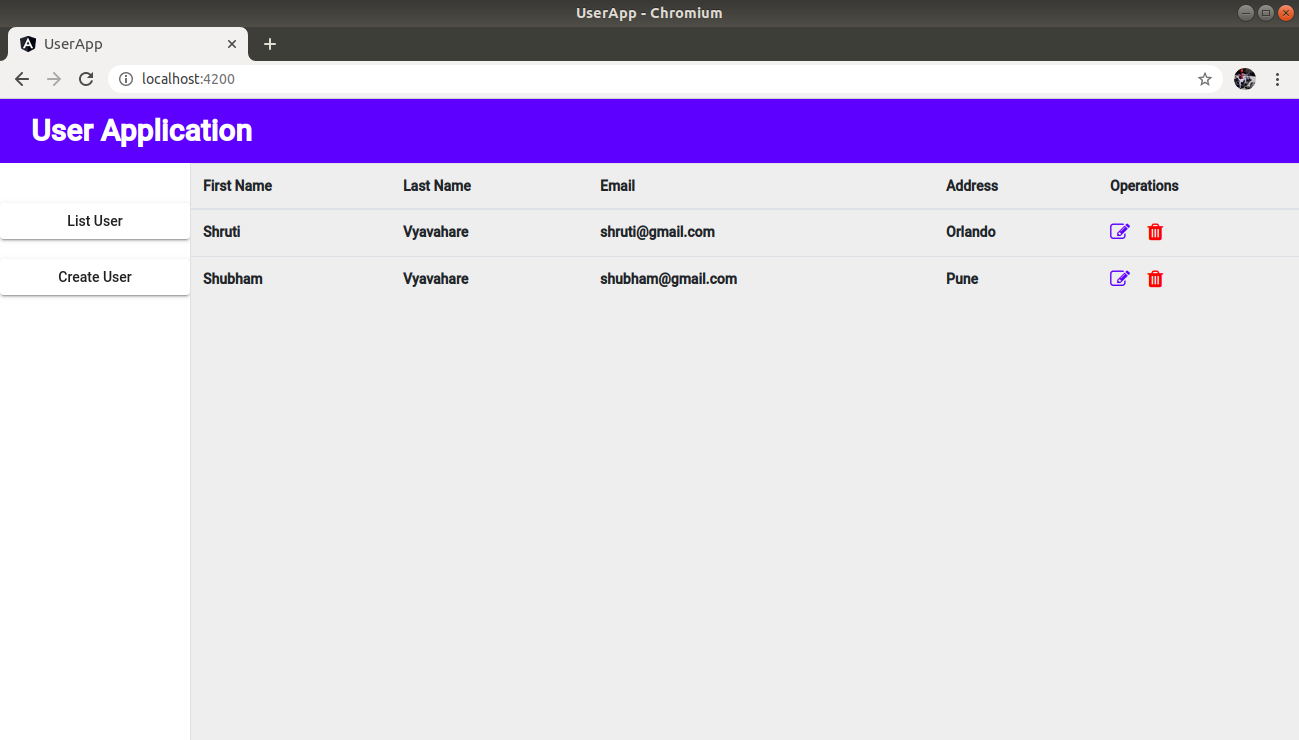 UserApp - Chromium
UserApp
localhost:4200
User Application
List User
Create User
First Name Last Name Email Address Operations
Shruti Vyavahare shruti@gmail.com Orlando
Shubham Vyavahare shubham@gmail.com Pune